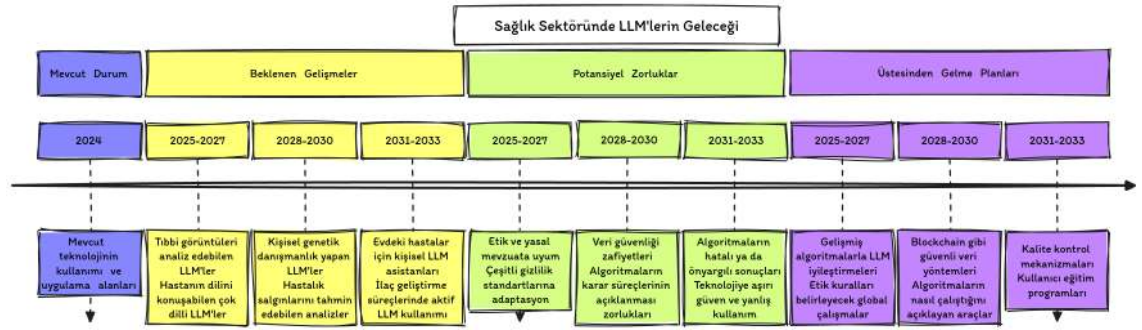 Sağlık Sektöründe LLM'lerin Geleceği
Mevcut Durum
Beklenen Gelişmeler
Potansiyel Zorluklar
Üstesinden Gelme Planları
2024
2025-2027
2028-2030
2031-2033
2025-2027
2028-2030
2031-2033
2025-2027
2028-2030
2031-2033
Mevcut
teknolojinin
kullanımı ve
uygulama alanları
Tıbbi görüntüleri
analiz edebilen
LLM'ler
Hastanın dilini
konuşabilen çok
dilli LLM'ler
Kişisel genetik
danışmanlık yapan
LLM'ler
Hastalık
salgınlarını tahmin
edebilen analizler
Evdeki hastalar
için kişisel LLM
asistanları
İlaç geliştirme
süreçlerinde aktif
LLM kullanımı
Etik ve yasal
mevzuata uyum
Çeşitli gizlilik
standartlarına
adaptasyon
Veri güvenliği
zafiyetleri
Algoritmaların
karar süreçlerinin
açıklanması
zorlukları
Algoritmaların
hatalı ya da
önyargılı sonuçları
Teknolojiye aşırı
güven ve yanlış
kullanım
Gelişmiş
algoritmalarla LLM
iyileştirmeleri
Etik kuralları
belirleyecek global
çalışmalar
Blockchain gibi
güvenli veri
yöntemleri
Algoritmaların
nasıl çalıştığını
açıklayan araçlar
Kalite kontrol
mekanizmaları
Kullanıcı eğitim
programları